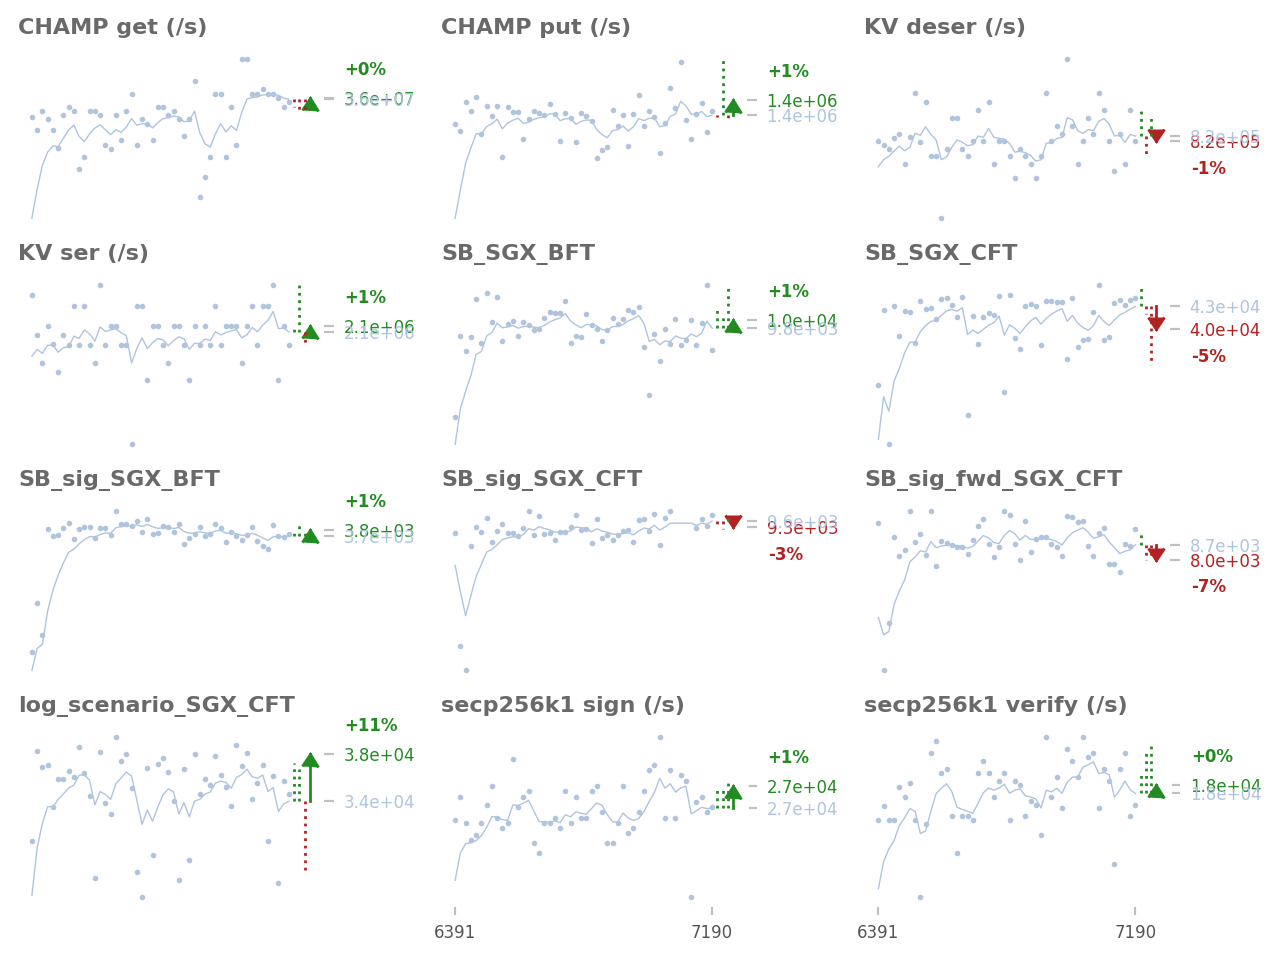 CHAMP get (/s)
+0%
3.6e+07
CHAMP put (/s)
+1%
1.4e+06
1.4e+06
KV deser (/s)
8.2e+05
-1%
KV ser (/s)
+1%
2.1e+06
2.1e+06
SB_SGX_BFT
+1%
1.0e+04
9.8e+03
SB_SGX_CFT
4.3e+04
4.0e+04
-5%
SB_sig_SGX_BFT
+1%
3.8e+03
3.7e+03
SB_sig_SGX_CFT
9.6e+03
9.3e+03
-3%
SB_sig_fwd_SGX_CFT
8.7e+03
8.0e+03
-7%
log_scenario_SGX_CFT
+11%
3.8e+04
3.4e+04
secp256k1 sign (/s)
+1%
2.7e+04
2.7e+04
secp256k1 verify (/s)
+0%
1.8e+04
1.8e+04
6391
7190
6391
7190